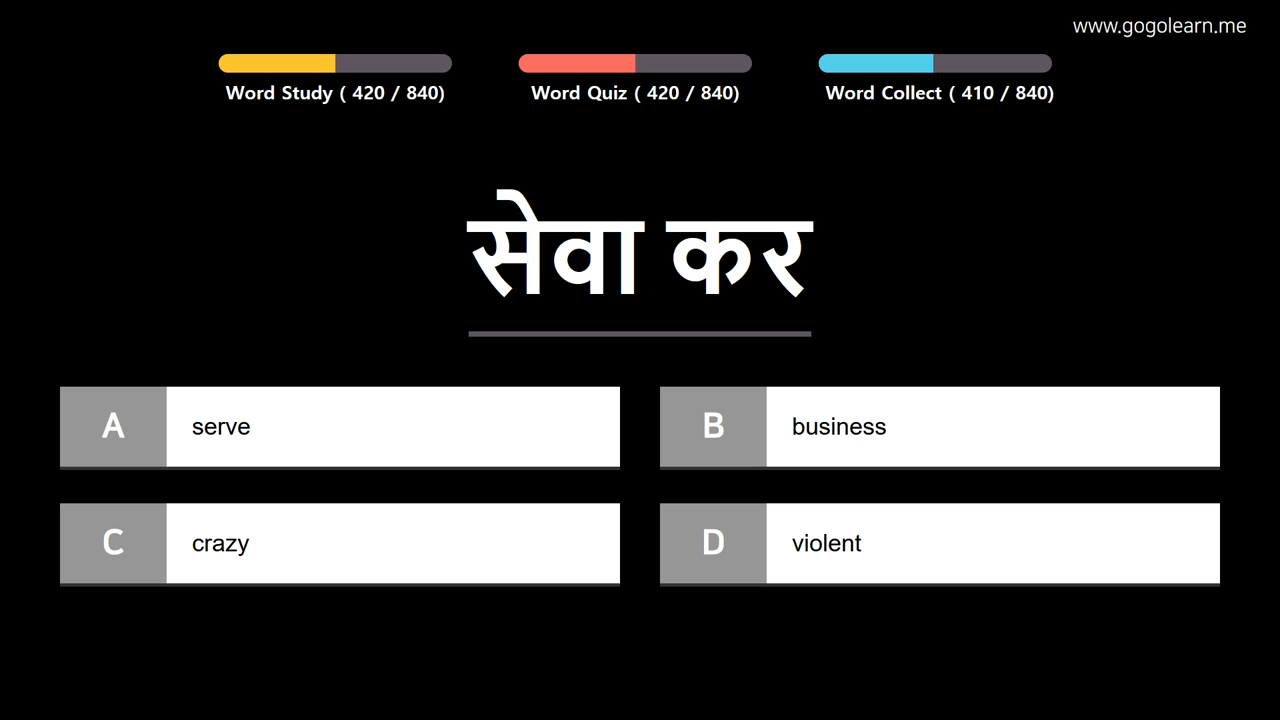 www.gogolearn.me
Word Study ( 420 / 840)
Word Quiz ( 420 / 840)
Word Collect ( 410 / 840)
सेवा कर
A serve
B business
C crazy
D violent